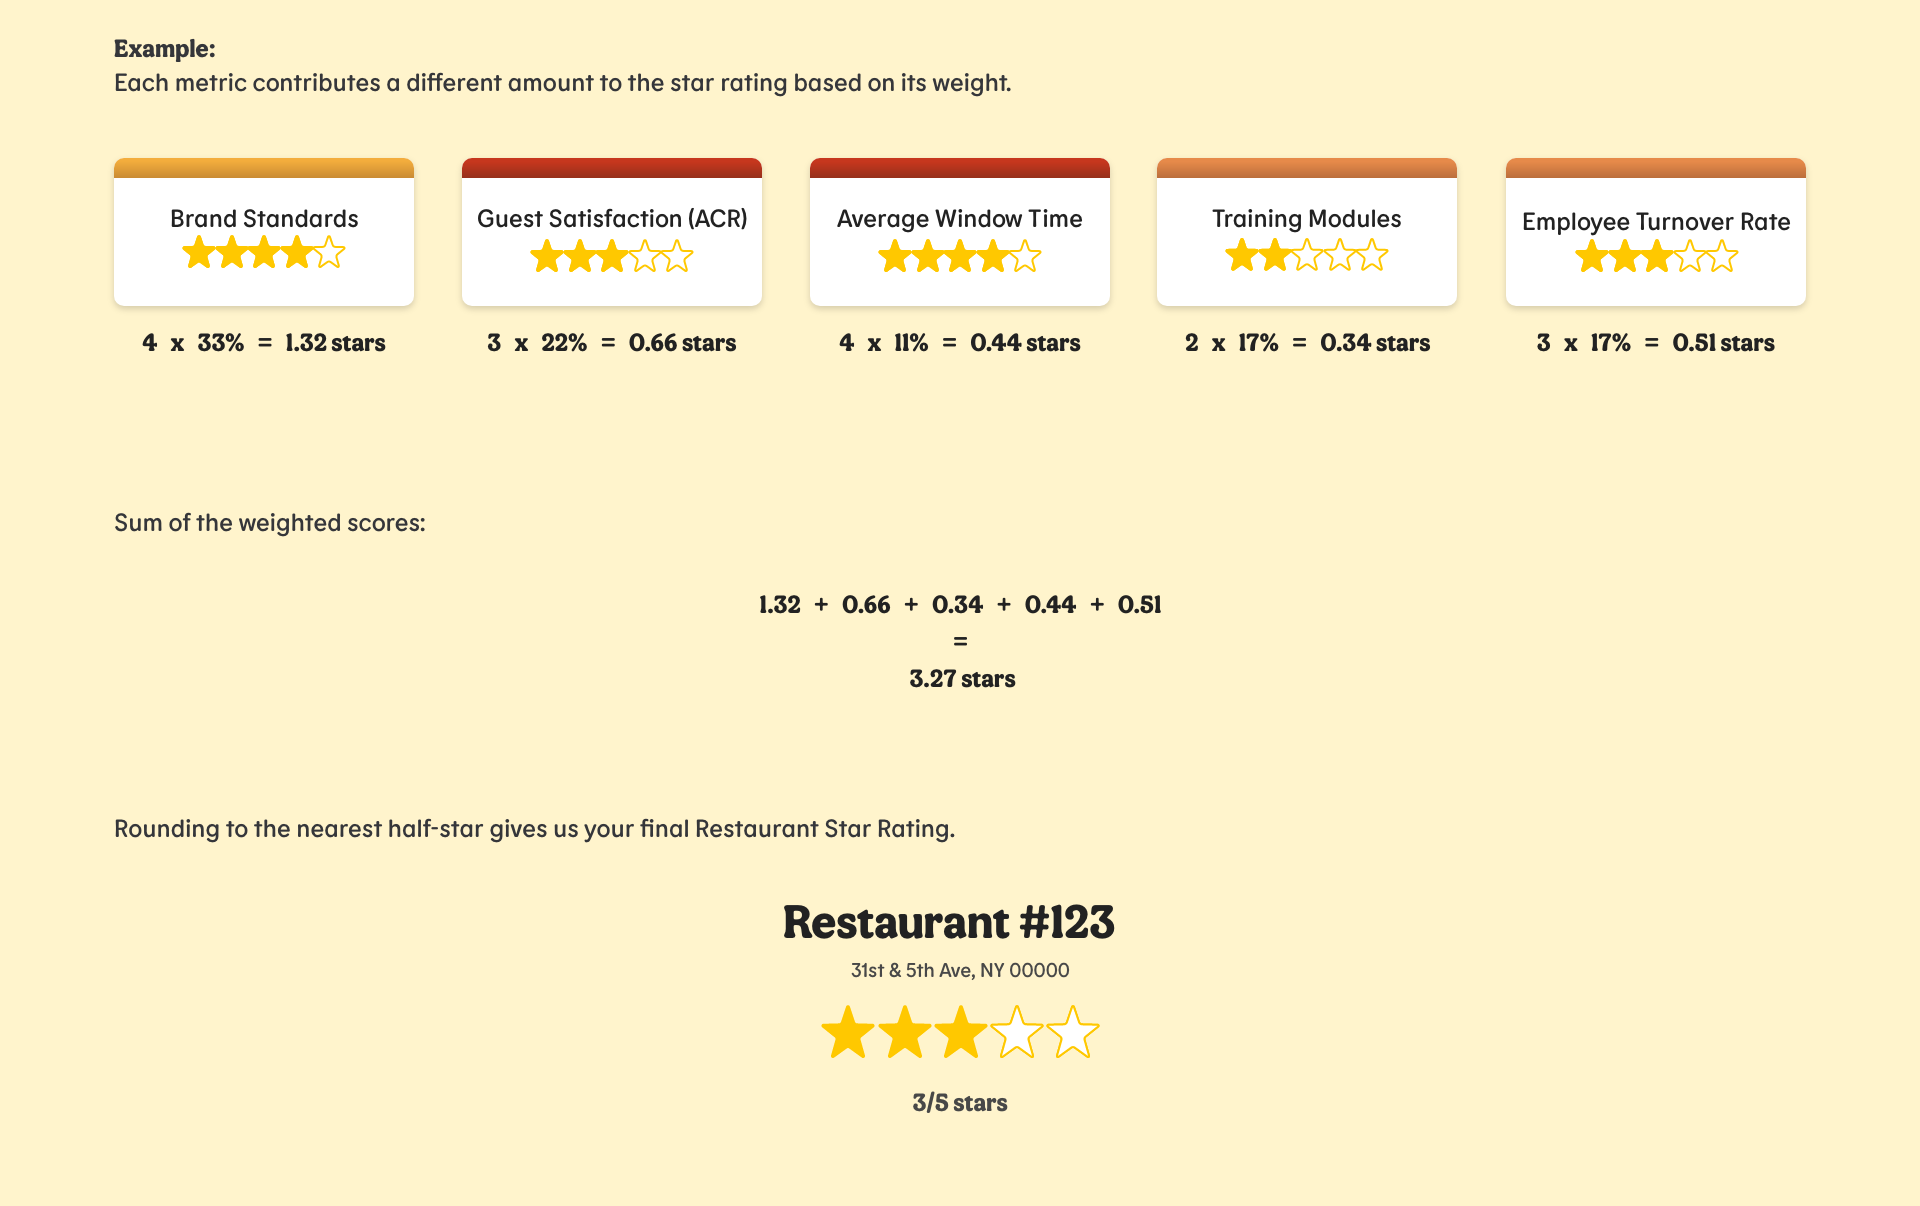 Example:
Each metric contributes a different amount to the star rating based on its weight.
Brand Standards
4 x 33% = 1.32 stars
Guest Satisfaction (ACR)
3 x 22% = 0.66 stars
Average Window Time
4 x 11% = 0.44 stars
Training Modules
2 x 17% = 0.34 stars
Employee Turnover Rate
3 x 17% = 0.51 stars
Sum of the weighted scores:
1.32 + 0.66 + 0.34 + 0.44 + 0.51
=
3.27 stars
Rounding to the nearest half-star gives us your final Restaurant Star Rating.
Restaurant #123
31st & 5th Ave, NY 00000
3/5 stars